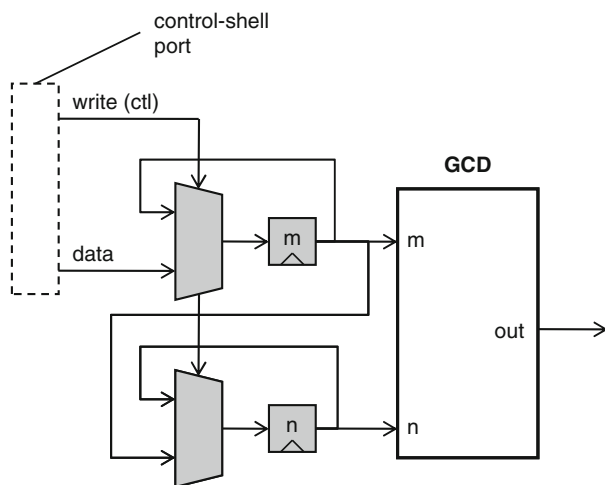 control-shell
port
write (ctl)
GCD
m
m
data
out
n
n